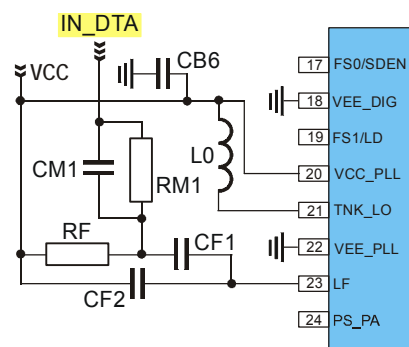 IN_DTA
VCC
CB6
17 FS0/SDEN
18 VEE_DIG
19 FS1/LD
L0
CM1
RM1
20 VCC_PLL
21 TNK_LO
RF
CF1
22 VEE_PLL
CF2
23 LF
24 PS_PA